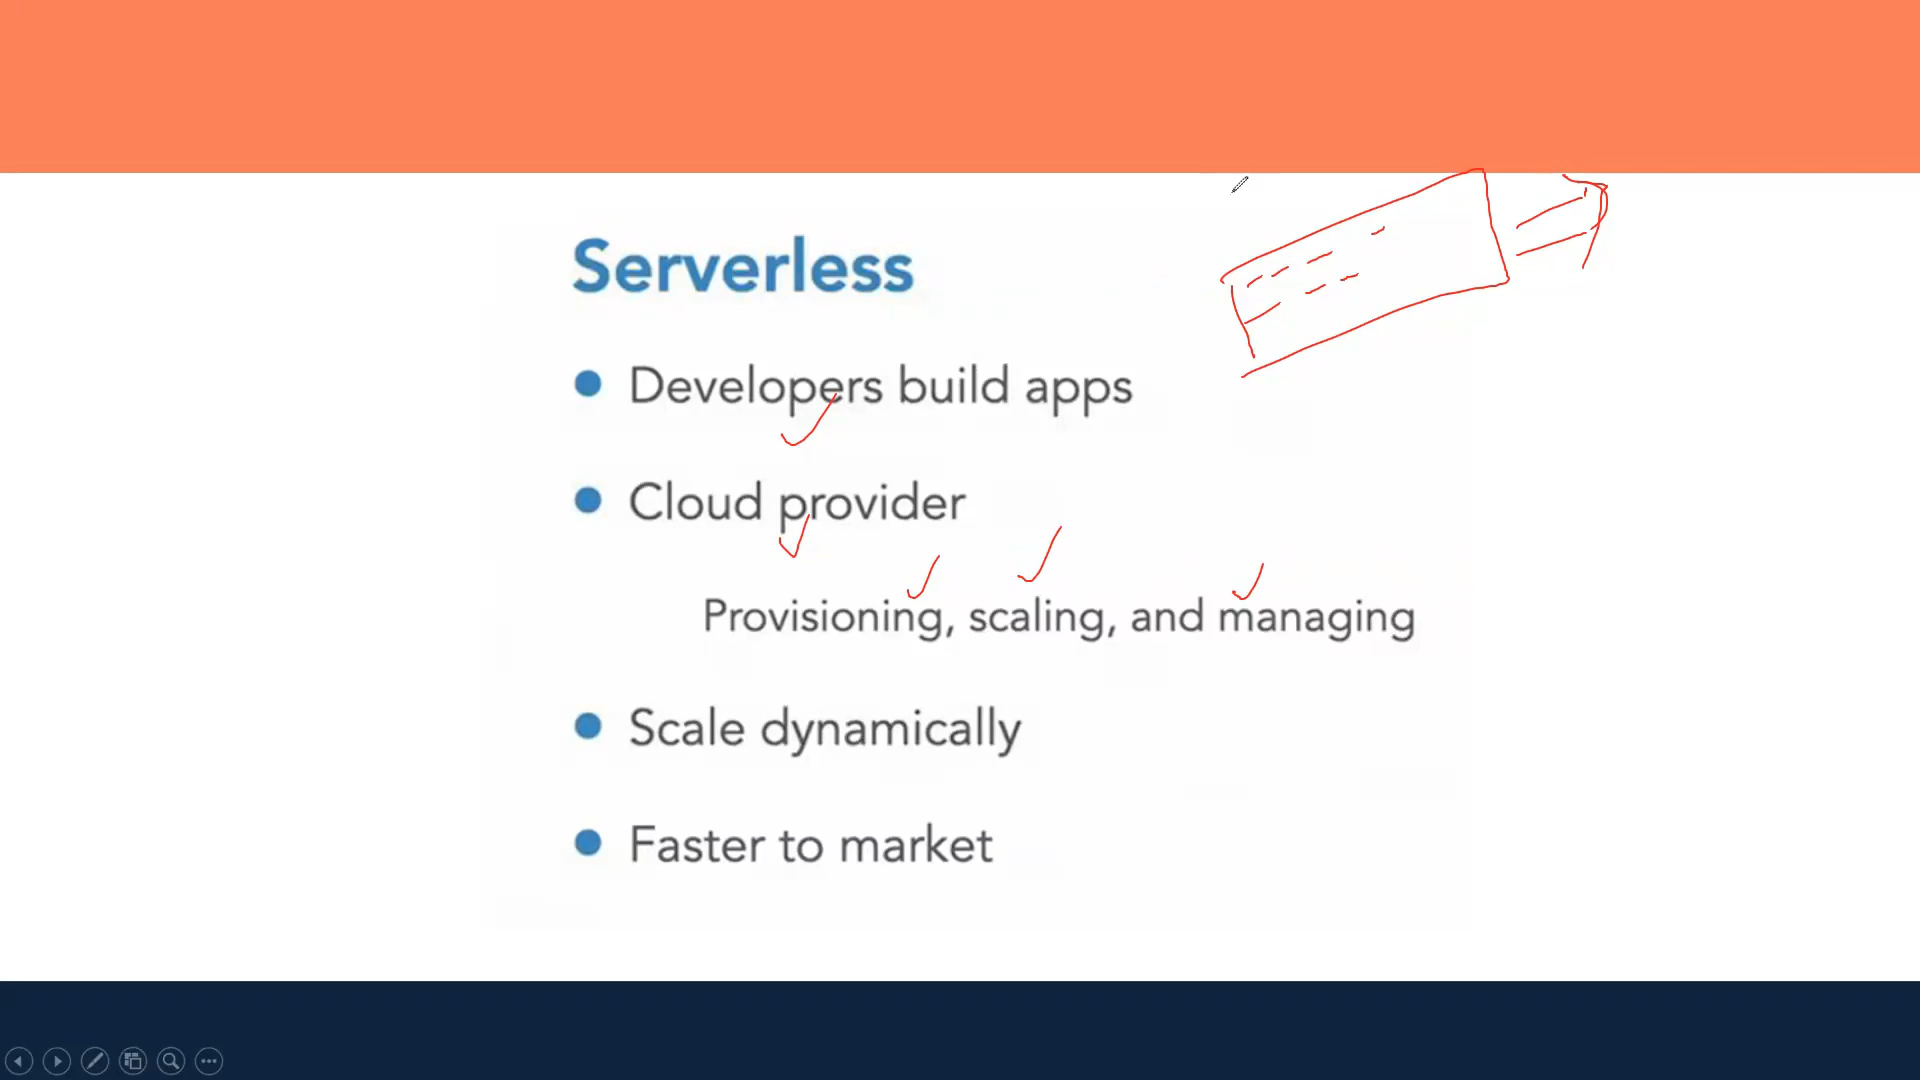 Serverless
Developers build apps
Cloud provider
Provisioning, scaling, and managing
Scale dynamically
Faster to market